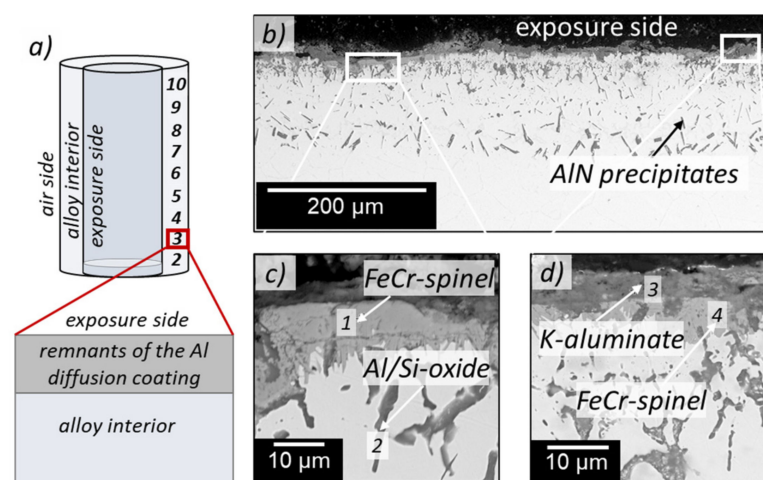 a)
air side
alloy interior
exposure side
10
9
8
7
6
5
4
3
2
exposure side
remnants of the Al
diffusion coating
alloy interior
b)
exposure side
AlN precipitates
200 µm
c)
FeCr-spinel
1
Al/Si-oxide
2
10 µm
d)
3
4
K-aluminate
FeCr-spinel
10 µm